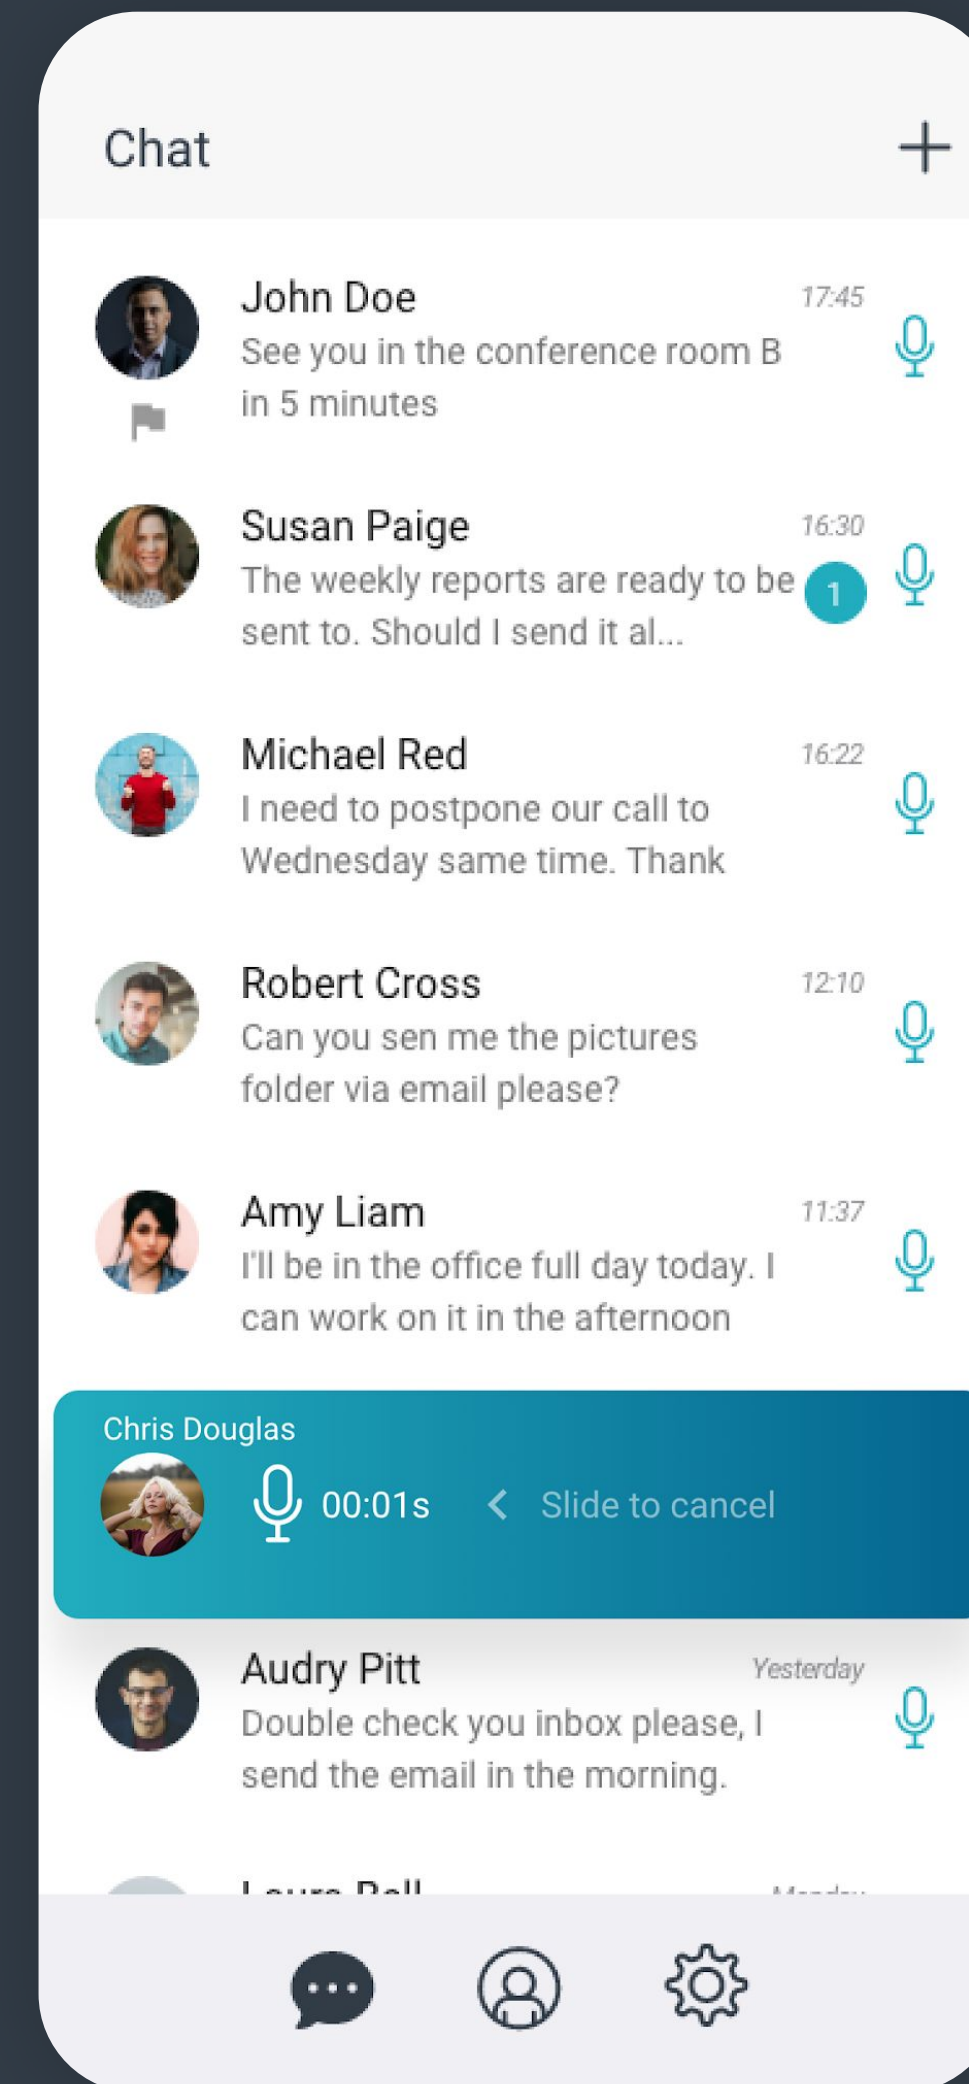 Chat
John Doe
17:45
See you in the conference room B
in 5 minutes
Susan Paige
16:30
The weekly reports are ready to be
1
sent to. Should I send it al...
Michael Red
16:22
I need to postpone our call to
Wednesday same time. Thank
Robert Cross
12:10
Can you sen me the pictures
folder via email please?
Amy Liam
11:37
I'll be in the office full day today. I
can work on it in the afternoon
Chris Douglas
00:01s
Slide to cancel
Audry Pitt
Yesterday
Double check you inbox please, I
send the email in the morning.